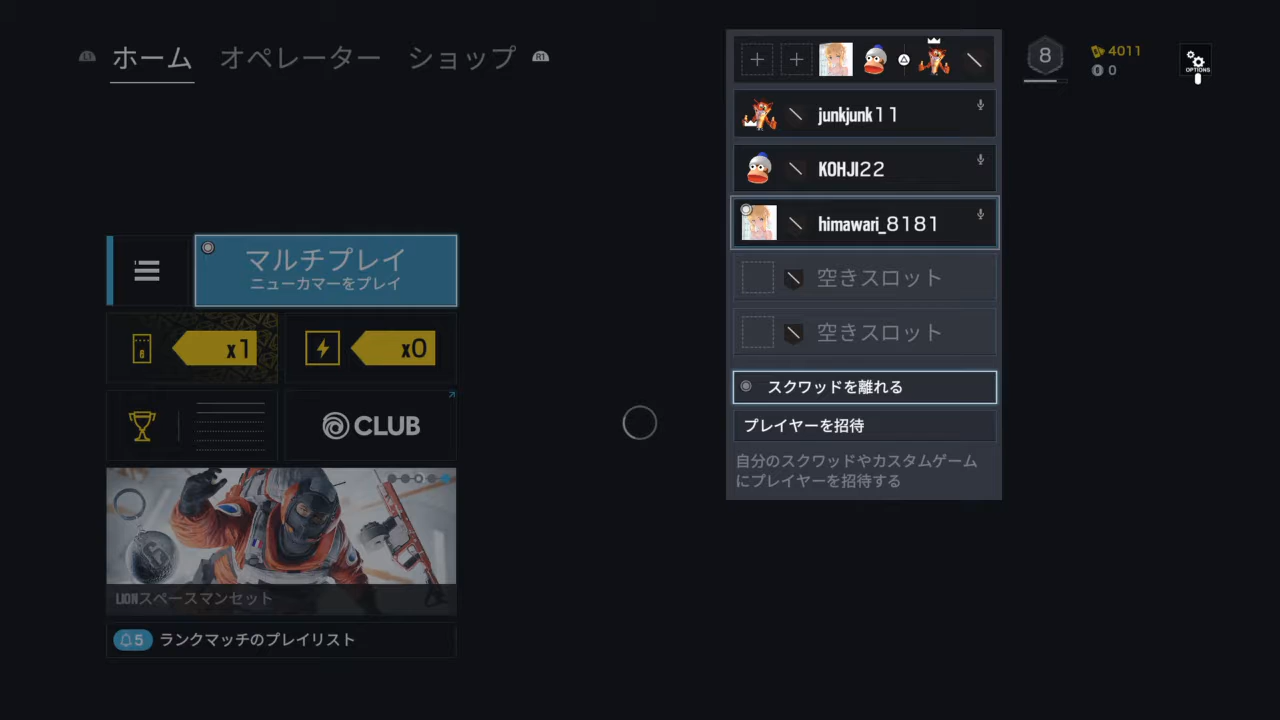 L1 ホーム オペレーター ショップ R1
8
4011
0
OPTIONS
junkjunk11
KOHJI22
himawari_8181
空きスロット
空きスロット
スクワッドを離れる
プレイヤーを招待
自分のスクワッドやカスタムゲーム
にプレイヤーを招待する
マルチプレイ
ニューカマーをプレイ
x1
x0
CLUB
LIONスペースマンセット
5 ランクマッチのプレイリスト